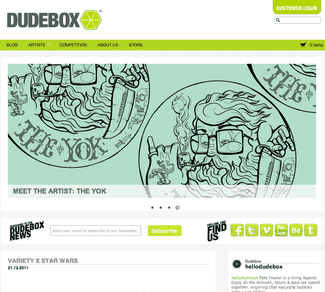 DUDEBOX
CUSTOMER LOGIN
BLOG ARTISTS COMPETITION ABOUT US STORE 0 items
THE YOK
THE YOK
MEET THE ARTIST: THE YOK
DUDEBOX NEWS
enter your email to subscribe to our newsletter
Subscribe
FIND US
VARIETY X STAR WARS
21.12.2011
Dudebox
hellodudebox
hellodudebox Pete Fowler is a living legend!
Enjoy all the minutes, hours & days we spend
together. Inspiring chat naturally bubbles